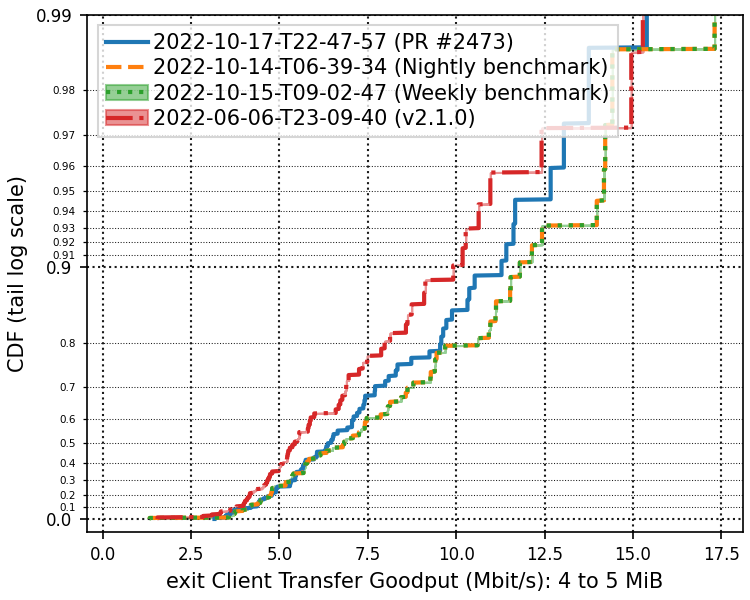 0.99
2022-10-17-T22-47-57 (PR #2473)
2022-10-14-T06-39-34 (Nightly benchmark)
2022-10-15-T09-02-47 (Weekly benchmark)
2022-06-06-T23-09-40 (v2.1.0)
0.98
0.97
0.96
0.95
0.94
0.93
0.92
0.91
0.9
0.8
0.7
0.6
0.5
0.4
0.3
0.2
0.1
0.0
CDF (tail log scale)
0.0 2.5 5.0 7.5 10.0 12.5 15.0 17.5
exit Client Transfer Goodput (Mbit/s): 4 to 5 MiB